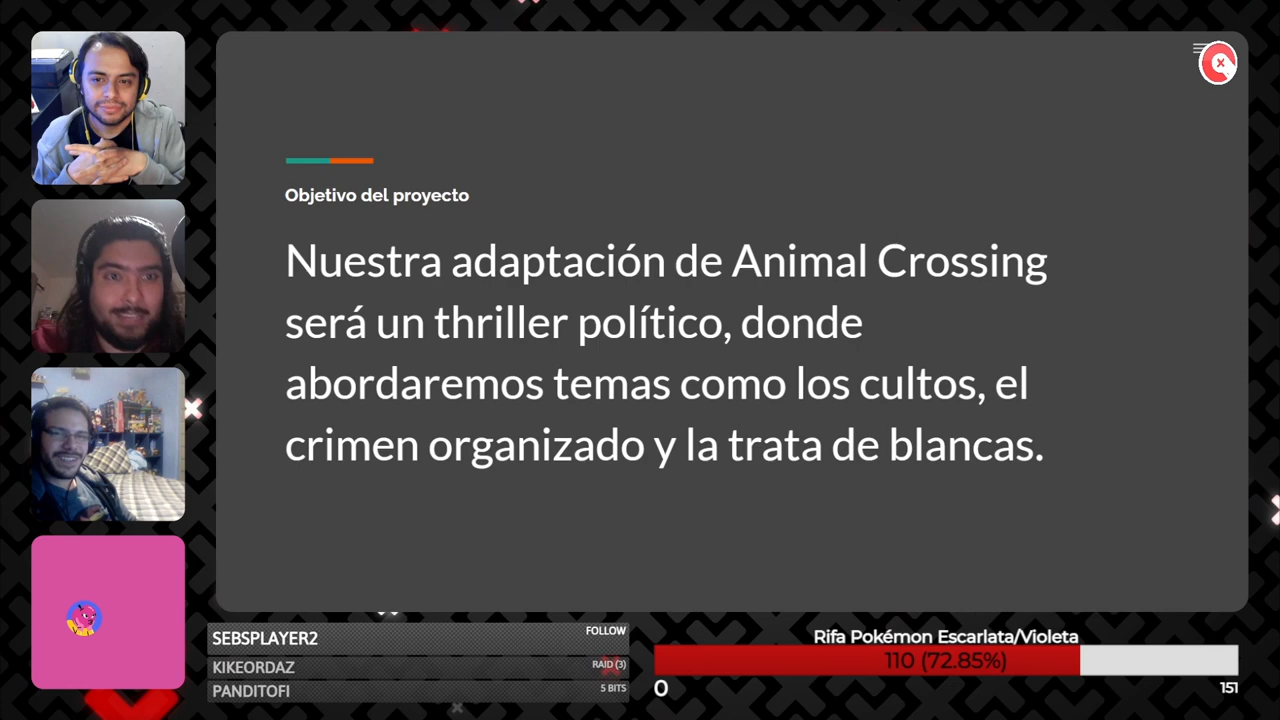 Objetivo del proyecto
Nuestra adaptación de Animal Crossing
será un thriller político, donde
abordaremos temas como los cultos, el
crimen organizado y la trata de blancas.
SEBSPLAYER2 FOLLOW
KIKEORDAZ RAID (3)
PANDITOFI 5 BITS
Rifa Pokémon Escarlata/Violeta
110 (72.85%)
0 151